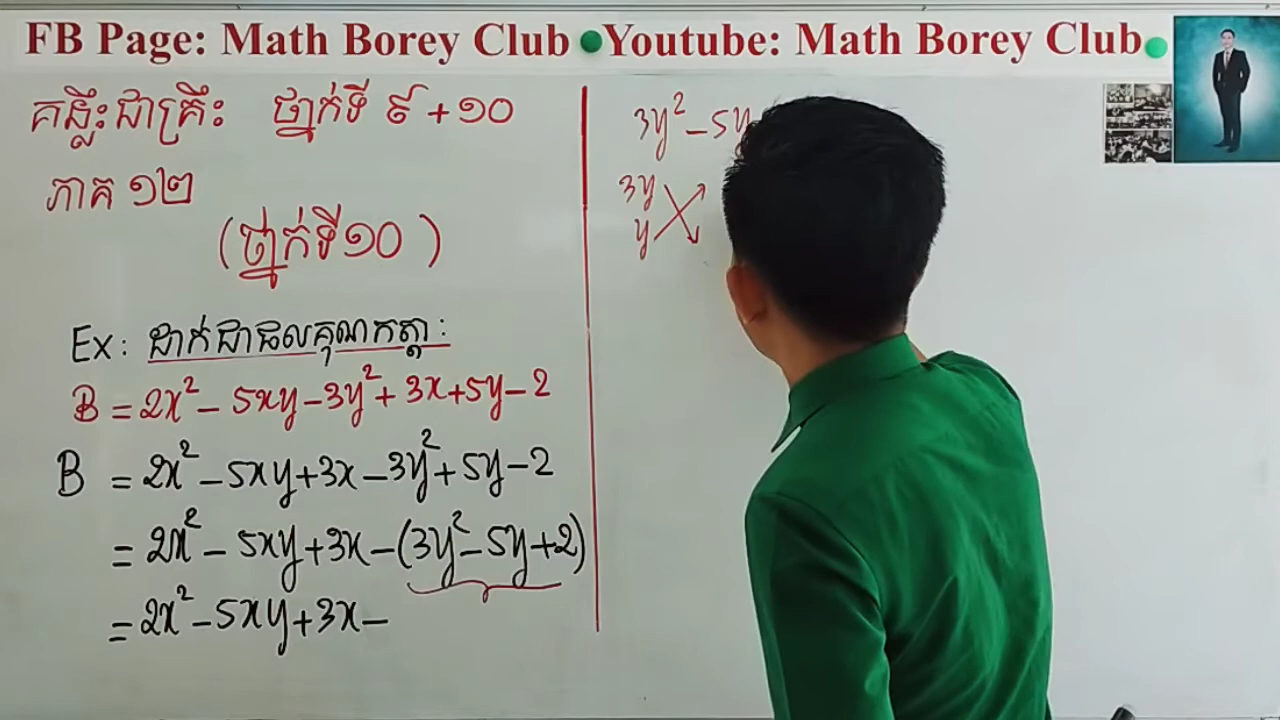 FB Page: Math Borey Club ●Youtube: Math Borey Club
គន្លឹះជាគ្រឹះ ថ្នាក់ទី ៩ +១០
ភាគ ១២
(ថ្នាក់ទី១០ )
Ex: ដាក់ជាផលគុណកត្តា:
B = 2x² - 5xy - 3y² + 3x + 5y - 2
B = 2x² - 5xy + 3x - 3y² + 5y - 2
= 2x² - 5xy + 3x - (3y² - 5y + 2)
= 2x² - 5xy + 3x -
3y² - 5y
3y
y